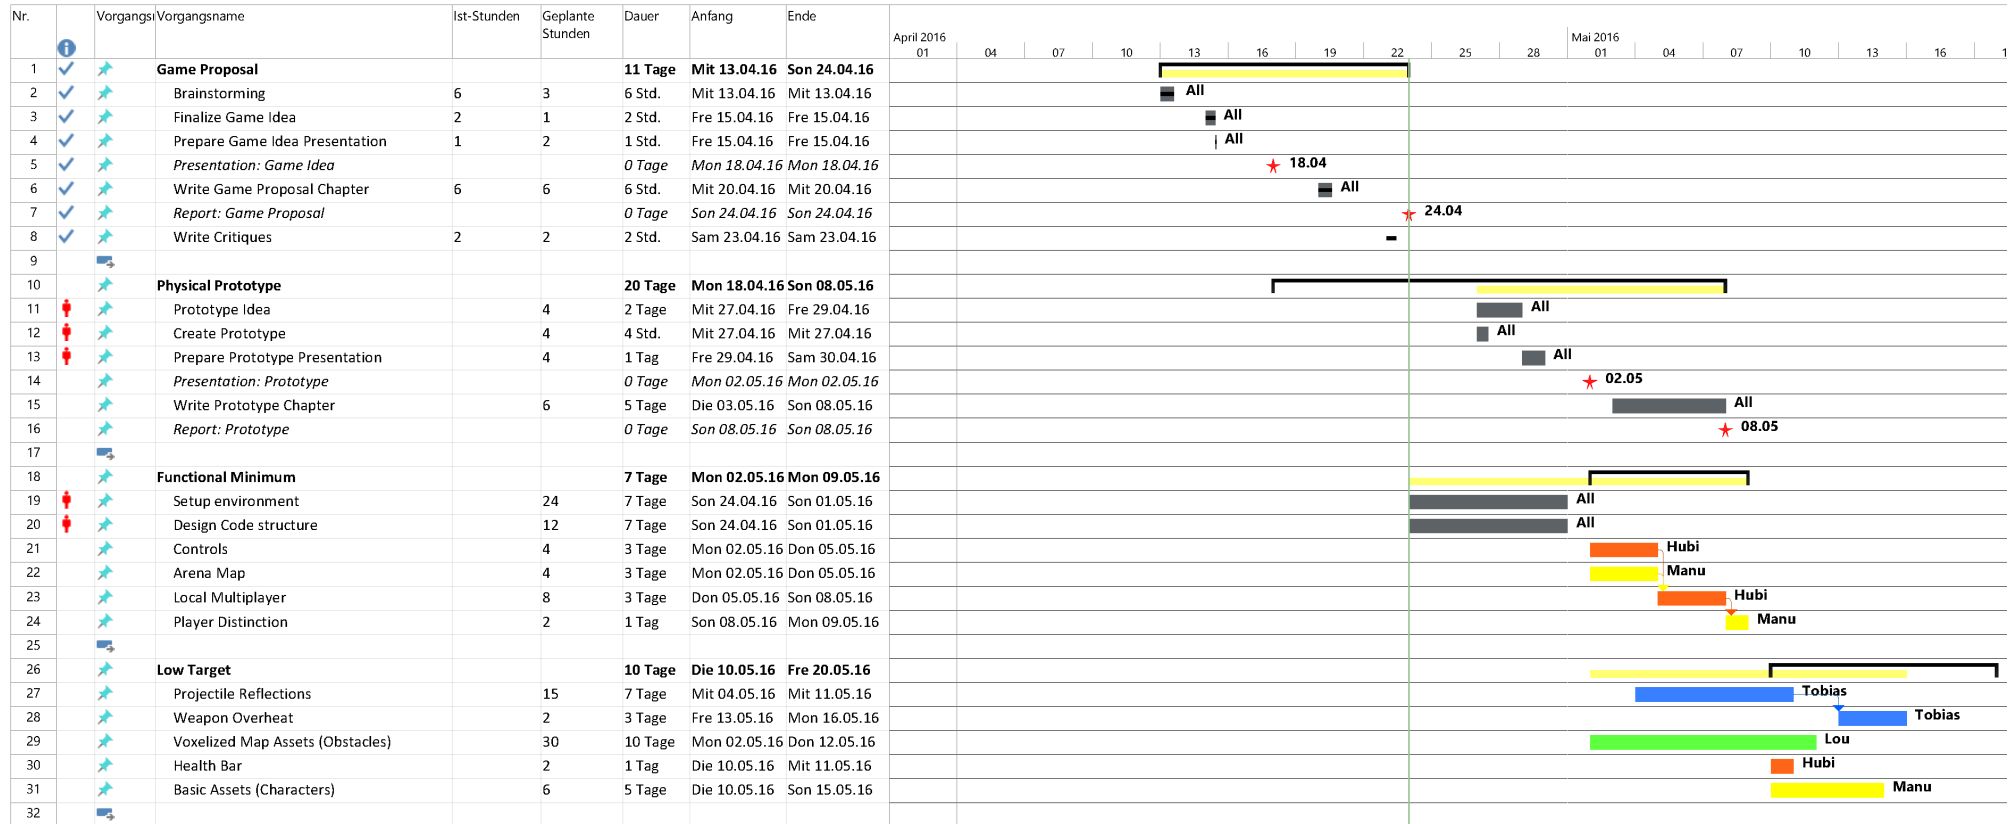 Nr. Vorgangsı Vorgangsname Ist-Stunden Geplante Stunden Dauer Anfang Ende
April 2016 Mai 2016
01 04 07 10 13 16 19 22 25 28 01 04 07 10 13 16 1
1 Game Proposal 11 Tage Mit 13.04.16 Son 24.04.16
2 Brainstorming 6 3 6 Std. Mit 13.04.16 Mit 13.04.16 All
3 Finalize Game Idea 2 1 2 Std. Fre 15.04.16 Fre 15.04.16 All
4 Prepare Game Idea Presentation 1 2 1 Std. Fre 15.04.16 Fre 15.04.16 All
5 Presentation: Game Idea 0 Tage Mon 18.04.16 Mon 18.04.16 18.04
6 Write Game Proposal Chapter 6 6 6 Std. Mit 20.04.16 Mit 20.04.16 All
7 Report: Game Proposal 0 Tage Son 24.04.16 Son 24.04.16 24.04
8 Write Critiques 2 2 2 Std. Sam 23.04.16 Sam 23.04.16
9
10 Physical Prototype 20 Tage Mon 18.04.16 Son 08.05.16
11 Prototype Idea 4 2 Tage Mit 27.04.16 Fre 29.04.16 All
12 Create Prototype 4 4 Std. Mit 27.04.16 Mit 27.04.16 All
13 Prepare Prototype Presentation 4 1 Tag Fre 29.04.16 Sam 30.04.16 All
14 Presentation: Prototype 0 Tage Mon 02.05.16 Mon 02.05.16 02.05
15 Write Prototype Chapter 6 5 Tage Die 03.05.16 Son 08.05.16 All
16 Report: Prototype 0 Tage Son 08.05.16 Son 08.05.16 08.05
17
18 Functional Minimum 7 Tage Mon 02.05.16 Mon 09.05.16
19 Setup environment 24 7 Tage Son 24.04.16 Son 01.05.16 All
20 Design Code structure 12 7 Tage Son 24.04.16 Son 01.05.16 All
21 Controls 4 3 Tage Mon 02.05.16 Don 05.05.16 Hubi
22 Arena Map 4 3 Tage Mon 02.05.16 Don 05.05.16 Manu
23 Local Multiplayer 8 3 Tage Don 05.05.16 Son 08.05.16 Hubi
24 Player Distinction 2 1 Tag Son 08.05.16 Mon 09.05.16 Manu
25
26 Low Target 10 Tage Die 10.05.16 Fre 20.05.16
27 Projectile Reflections 15 7 Tage Mit 04.05.16 Mit 11.05.16 Tobias
28 Weapon Overheat 2 3 Tage Fre 13.05.16 Mon 16.05.16 Tobias
29 Voxelized Map Assets (Obstacles) 30 10 Tage Mon 02.05.16 Don 12.05.16 Lou
30 Health Bar 2 1 Tag Die 10.05.16 Mit 11.05.16 Hubi
31 Basic Assets (Characters) 6 5 Tage Die 10.05.16 Son 15.05.16 Manu
32